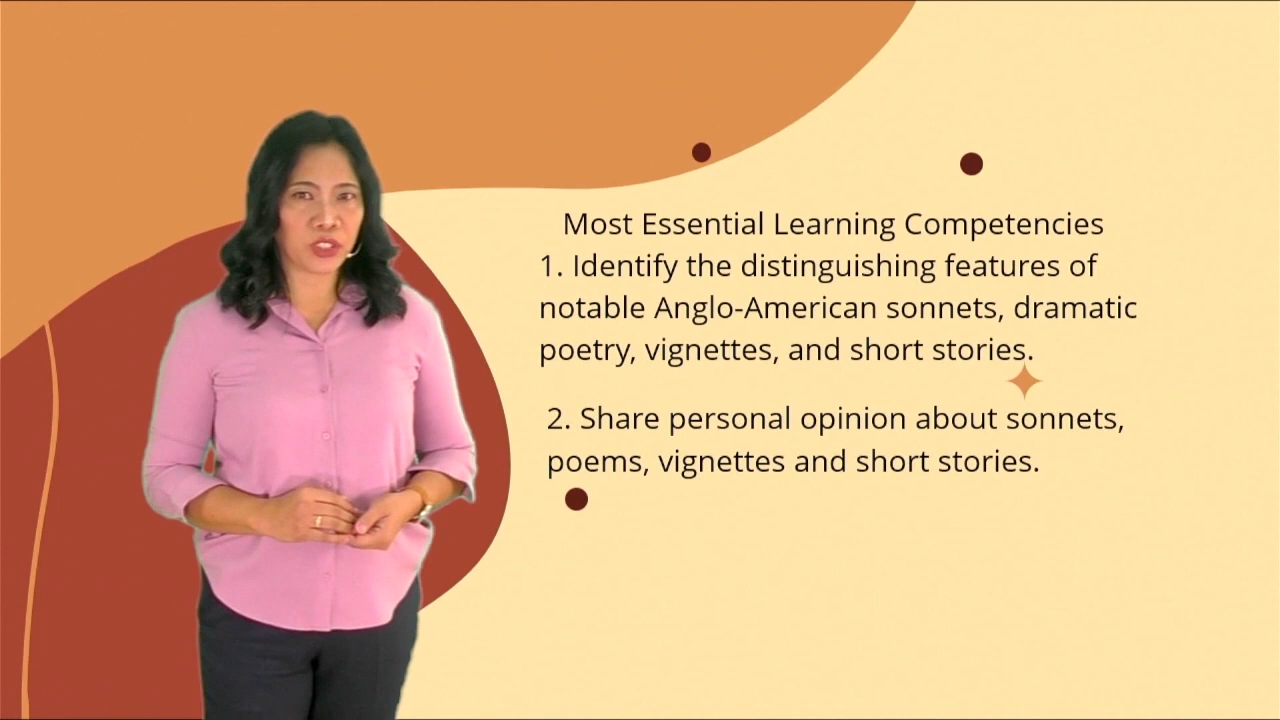 Most Essential Learning Competencies
1. Identify the distinguishing features of
notable Anglo-American sonnets, dramatic
poetry, vignettes, and short stories.
2. Share personal opinion about sonnets,
poems, vignettes and short stories.